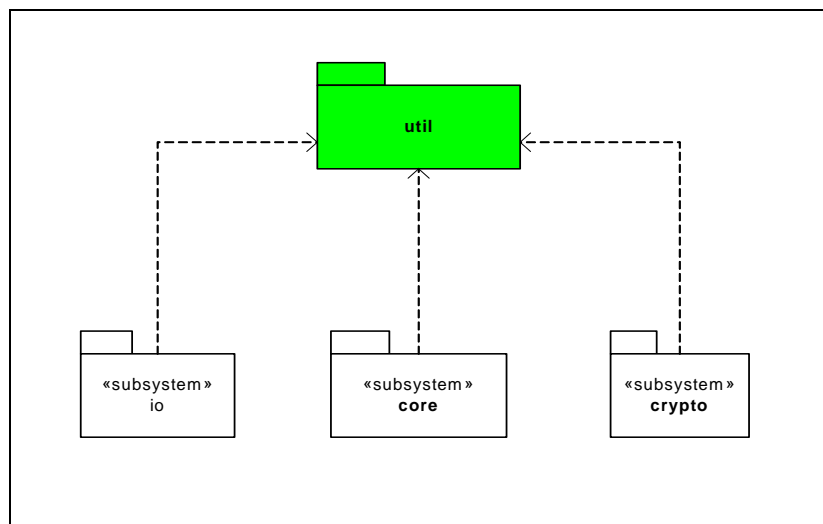 util
«subsystem»
io
«subsystem»
core
«subsystem»
crypto